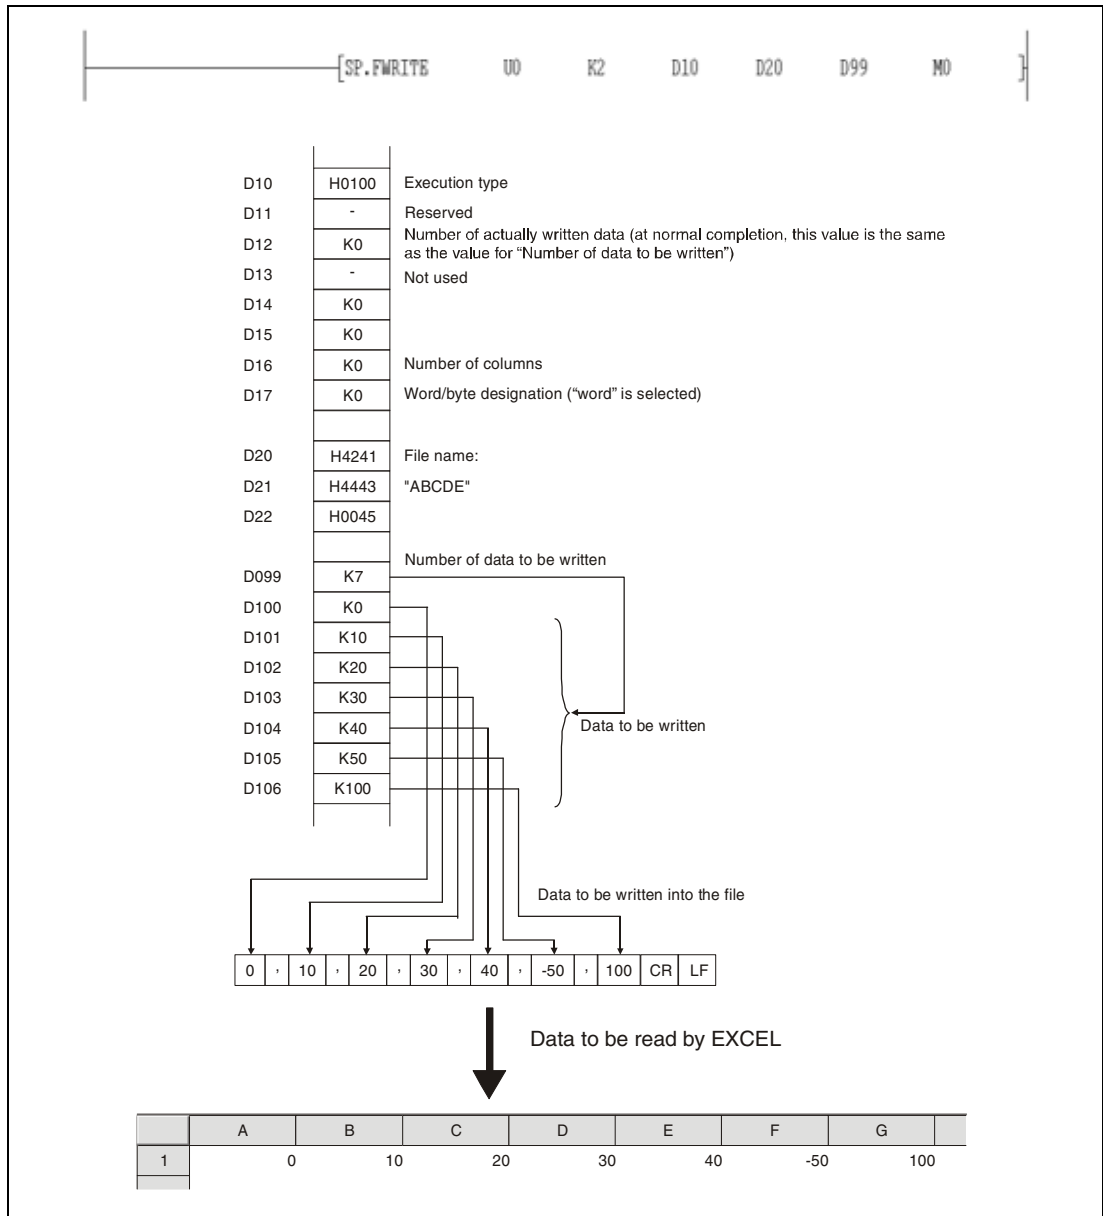 [SP.FWRITE U0 K2 D10 D20 D99 M0 ]
D10 H0100 Execution type
D11 - Reserved
D12 K0 Number of actually written data (at normal completion, this value is the same
as the value for “Number of data to be written”)
D13 - Not used
D14 K0
D15 K0
D16 K0 Number of columns
D17 K0 Word/byte designation (“word” is selected)
D20 H4241 File name:
D21 H4443 "ABCDE"
D22 H0045
Number of data to be written
D099 K7
D100 K0
D101 K10
D102 K20
D103 K30
D104 K40 Data to be written
D105 K50
D106 K100
Data to be written into the file
0 , 10 , 20 , 30 , 40 , -50 , 100 CR LF
Data to be read by EXCEL
A B C D E F G
1 0 10 20 30 40 -50 100